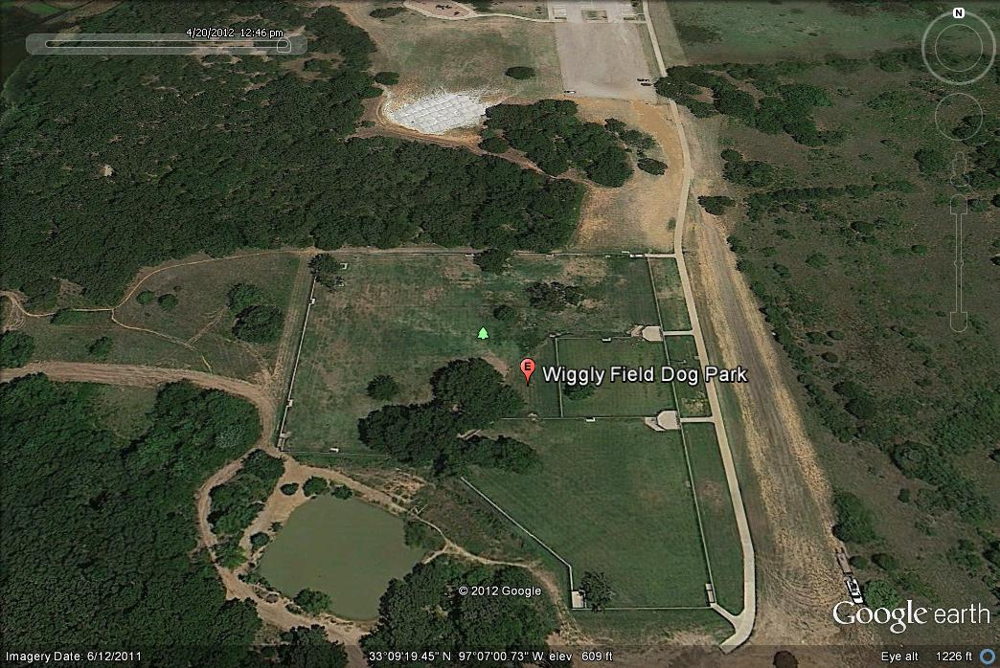 4/20/2012 12:46 pm
N
E
Wiggly Field Dog Park
© 2012 Google
Google earth
Imagery Date: 6/12/2011
33°09'19.45" N 97°07'00.73" W elev 609 ft
Eye alt 1226 ft